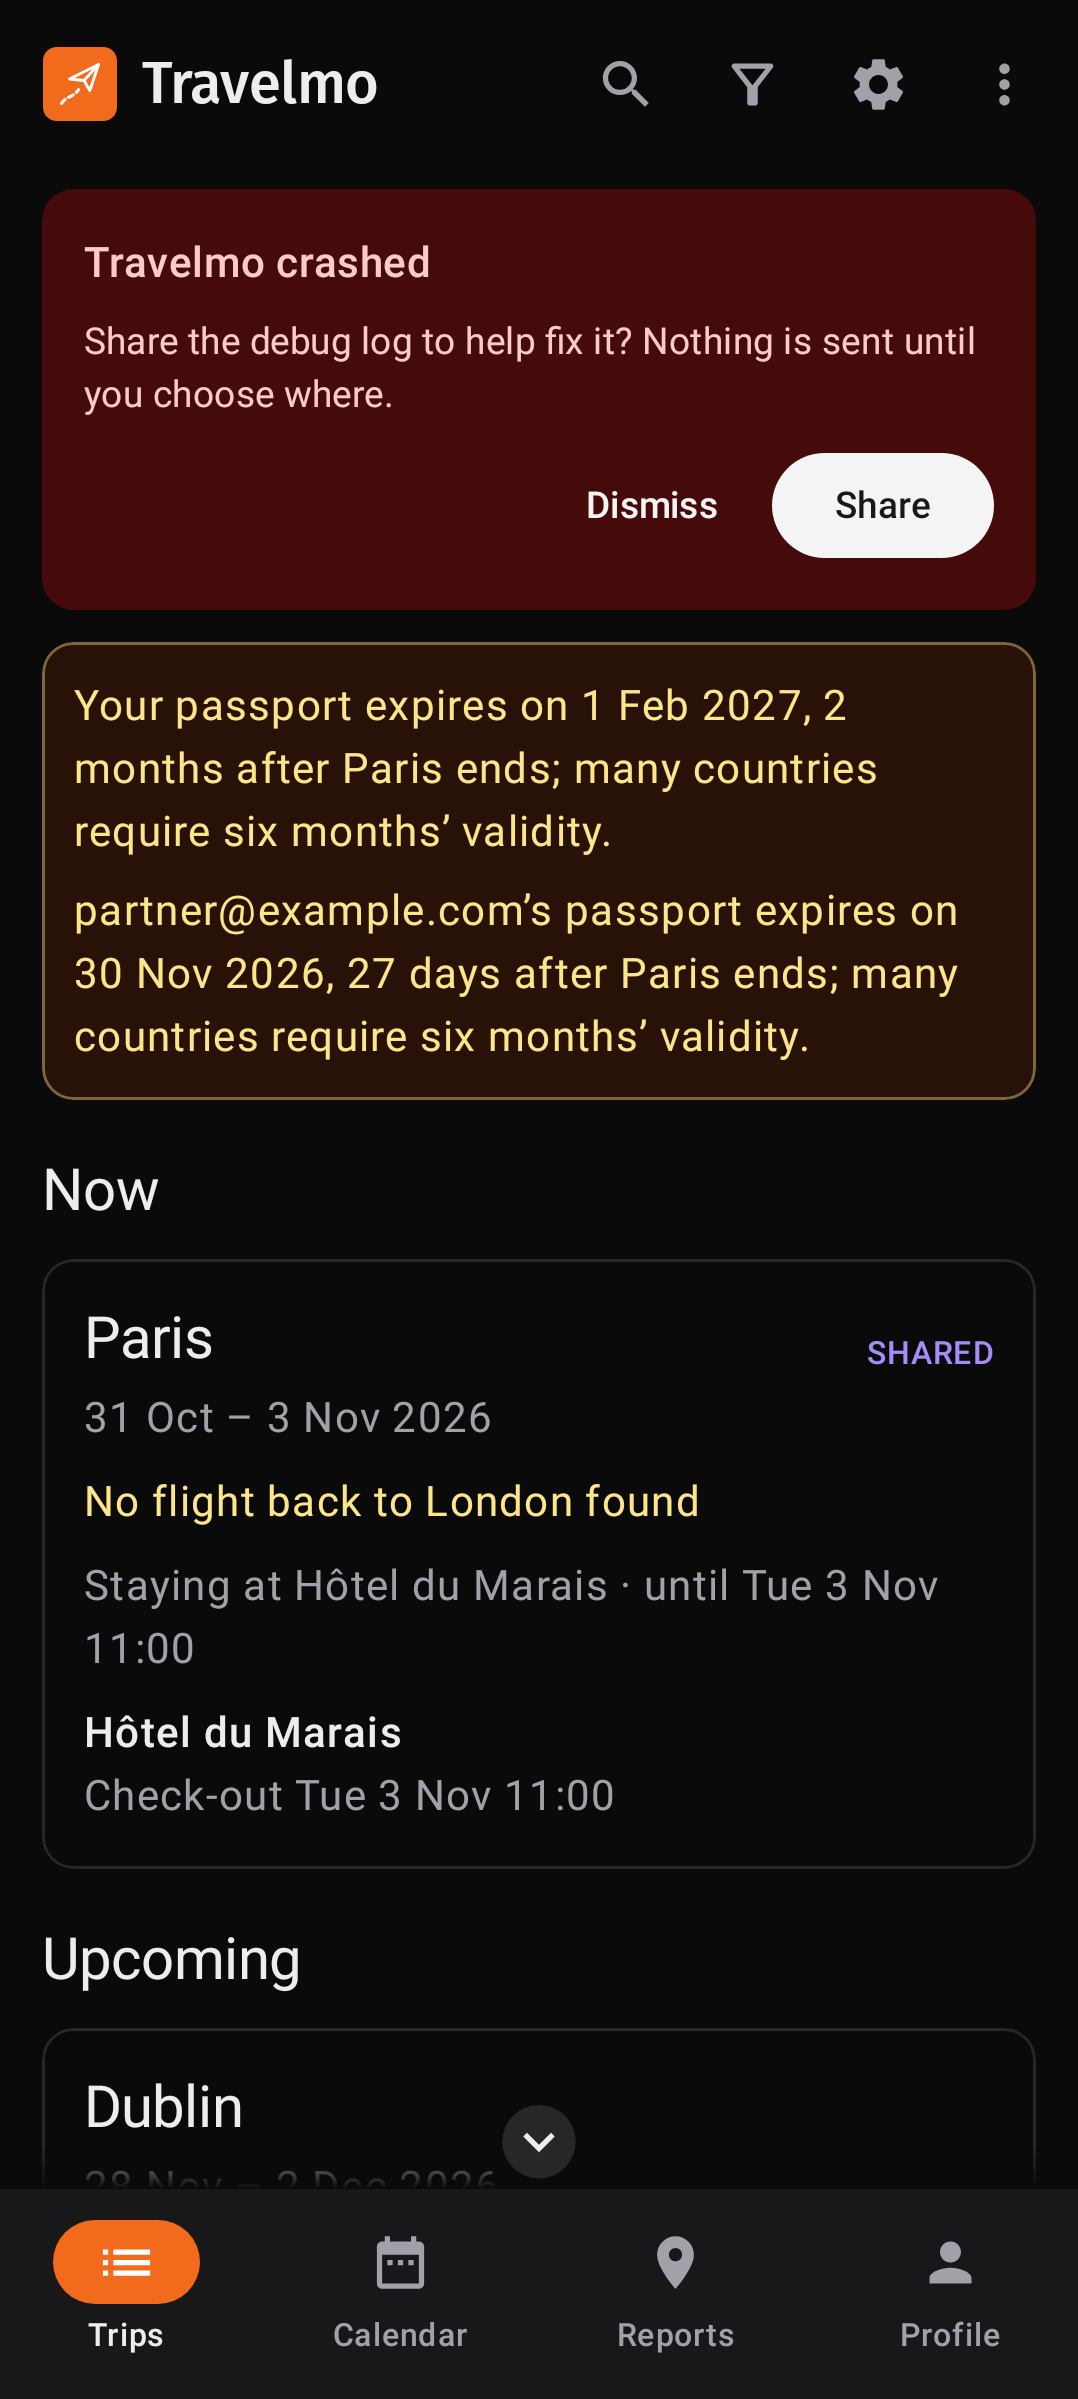 Travelmo
Travelmo crashed
Share the debug log to help fix it? Nothing is sent until
you choose where.
Dismiss
Share
Your passport expires on 1 Feb 2027, 2
months after Paris ends; many countries
require six months’ validity.
partner@example.com’s passport expires on
30 Nov 2026, 27 days after Paris ends; many
countries require six months’ validity.
Now
Paris
SHARED
31 Oct – 3 Nov 2026
No flight back to London found
Staying at Hôtel du Marais · until Tue 3 Nov
11:00
Hôtel du Marais
Check-out Tue 3 Nov 11:00
Upcoming
Dublin
28 Nov – 2 Dec 2026
Trips
Calendar
Reports
Profile